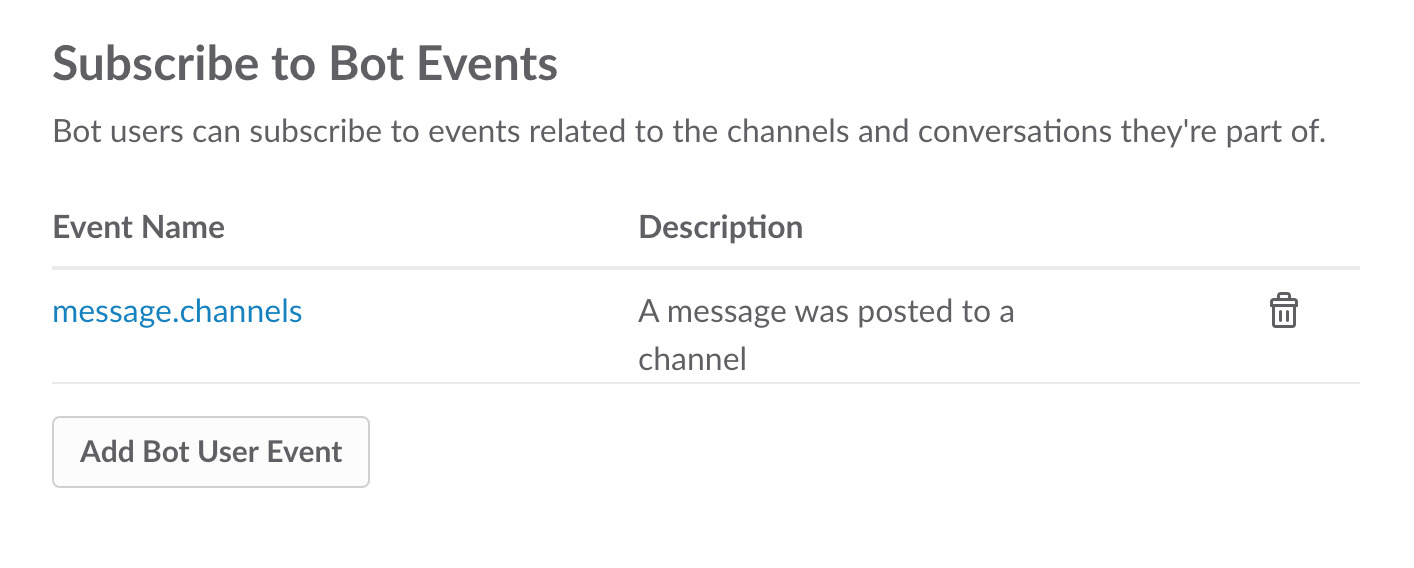 Subscribe to Bot Events
Bot users can subscribe to events related to the channels and conversations they're part of.
Event Name Description
message.channels A message was posted to a
channel
Add Bot User Event